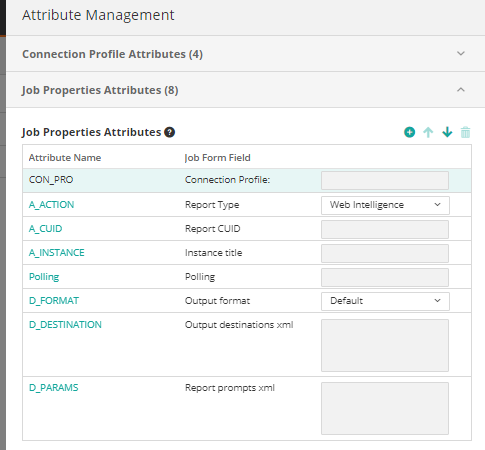 Attribute Management
Connection Profile Attributes (4)
Job Properties Attributes (8)
Job Properties Attributes ?
Attribute Name Job Form Field
CON_PRO Connection Profile:
A_ACTION Report Type Web Intelligence
A_CUID Report CUID
A_INSTANCE Instance title
Polling Polling
D_FORMAT Output format Default
D_DESTINATION Output destinations xml
D_PARAMS Report prompts xml